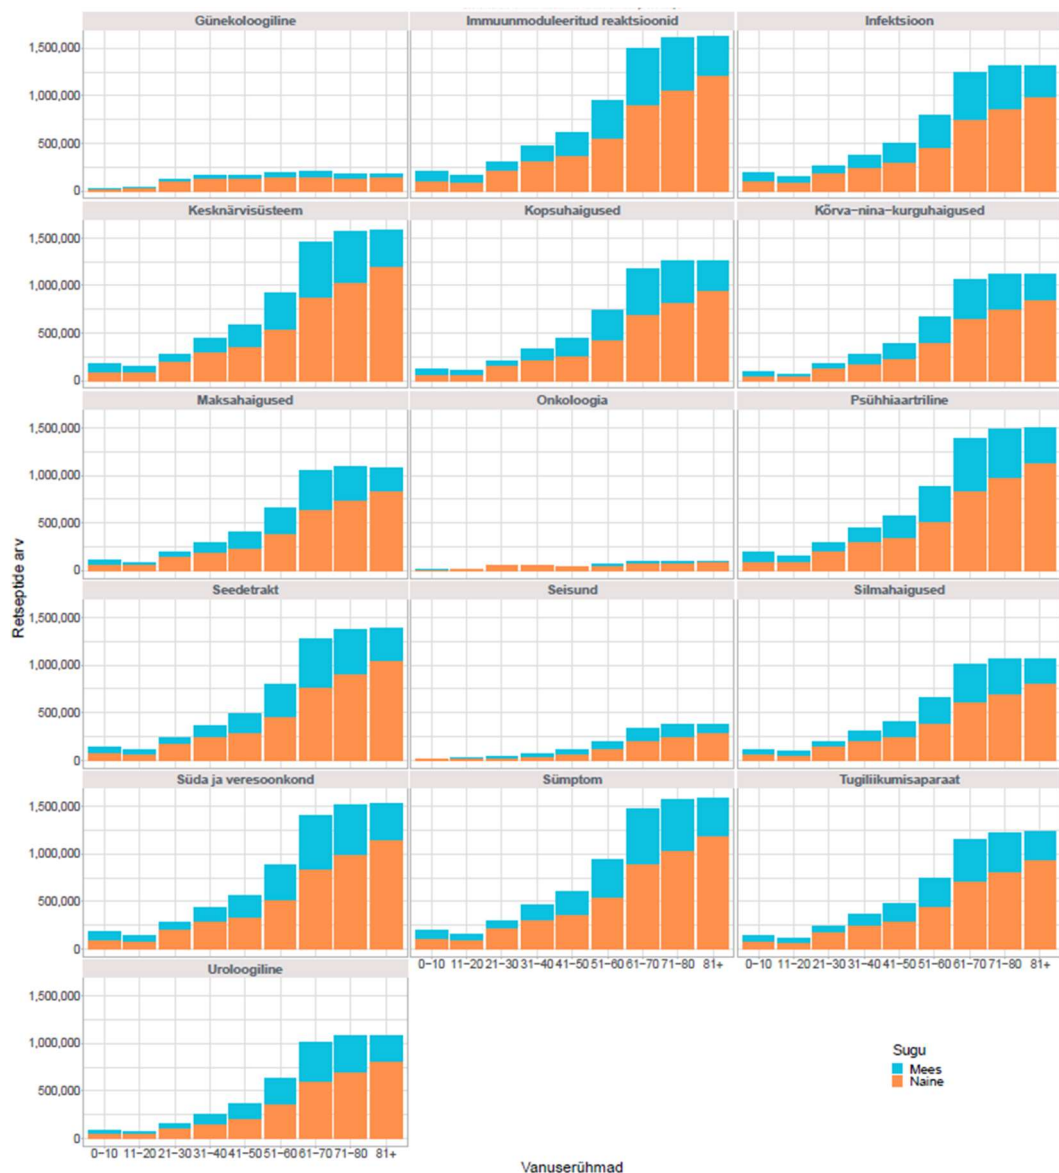 Günekoloogiline
Immuunmoduleeritud reaktsioonid
Infektsioon
1,500,000
1,000,000
500,000
0
Kesknärvisüsteem
Kopsuhaigused
Kõrva-nina-kurguhaigused
1,500,000
1,000,000
500,000
0
Maksahaigused
Onkoloogia
Psühhiaartriline
1,500,000
1,000,000
500,000
0
Retseptide arv
Seedetrakt
Seisund
Silmahaigused
1,500,000
1,000,000
500,000
0
Süda ja veresoonkond
Sümptom
Tugiliikumisaparaat
1,500,000
1,000,000
500,000
0
0-10 11-20 21-30 31-40 41-50 51-60 61-70 71-80 81+
0-10 11-20 21-30 31-40 41-50 51-60 61-70 71-80 81+
Uroloogiline
1,500,000
1,000,000
500,000
0
0-10 11-20 21-30 31-40 41-50 51-60 61-70 71-80 81+
Sugu
Mees
Naine
Vanuserühmad